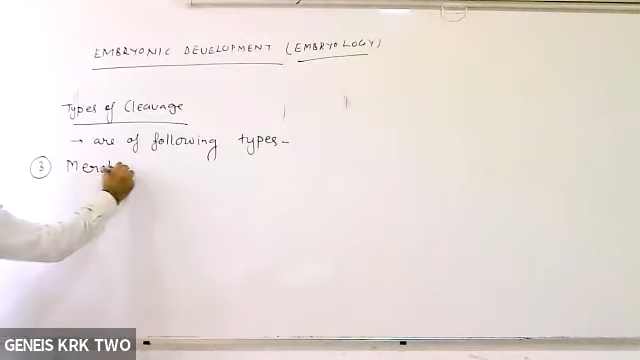 EMBRYONIC DEVELOPMENT (EMBRYOLOGY)
Types of Cleavage
→ are of following types -
③
GENEIS KRK TWO